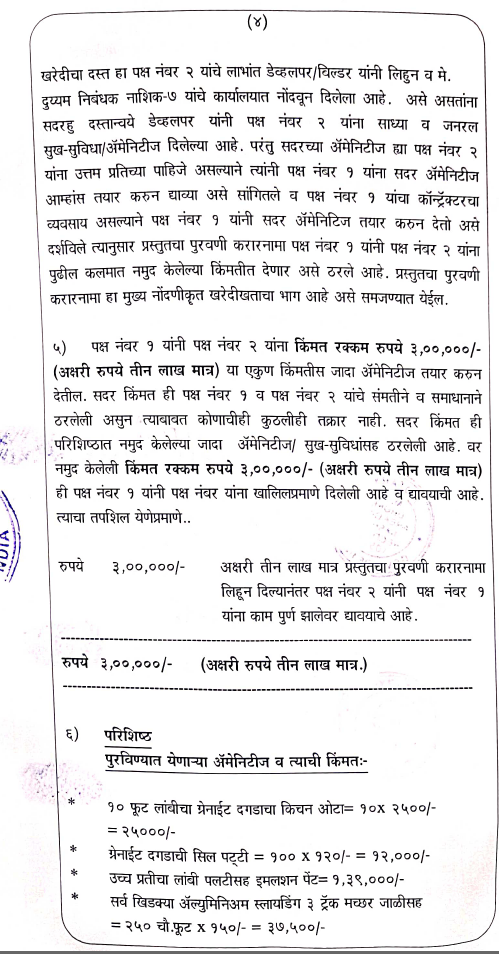 (४)
खरेदीचा दस्त हा पक्ष नंबर २ यांचे लाभांत डेव्हलपर/विल्डर यांनी लिहुन व मे.
दुय्यम निबंधक नाशिक-७ यांचे कार्यालयात नोंदवून दिलेला आहे. असे असतांना
सदरहु दस्तान्वये डेव्हलपर यांनी पक्ष नंबर २ यांना साध्या व जनरल
सुख-सुविधा/ॲमेनिटीज दिलेल्या आहे. परंतु सदरच्या ॲमेनिटीज ह्या पक्ष नंबर २
यांना उत्तम प्रतिच्या पाहिजे असल्याने त्यांनी पक्ष नंबर १ यांना सदर ॲमेनिटीज
आम्हांस तयार करुन द्याव्या असे सांगितले व पक्ष नंबर १ यांचा कॉन्ट्रॅक्टरचा
व्यवसाय असल्याने पक्ष नंबर १ यांनी सदर ॲमेनिटिज तयार करुन देतो असे
दर्शविले त्यानुसार प्रस्तुतचा पुरवणी करारनामा पक्ष नंबर १ यांनी पक्ष नंबर २ यांना
पुढील कलमात नमुद केलेल्या किंमतीत देणार असे ठरले आहे. प्रस्तुतचा पुरवणी
करारनामा हा मुख्य नोंदणीकृत खरेदीखताचा भाग आहे असे समजण्यात येईल.
५) पक्ष नंबर १ यांनी पक्ष नंबर २ यांना किंमत रक्कम रुपये ३,००,०००/-
(अक्षरी रुपये तीन लाख मात्र) या एकुण किंमतीस जादा ॲमेनिटीज तयार करुन
देतील. सदर किंमत ही पक्ष नंबर १ व पक्ष नंबर २ यांचे संमतीने व समाधानाने
ठरलेली असुन त्याबाबत कोणाचीही कुठलीही तक्रार नाही. सदर किंमत ही
परिशिष्ठात नमुद केलेल्या जादा ॲमेनिटीज/ सुख-सुविधांसह ठरलेली आहे. वर
नमुद केलेली किंमत रक्कम रुपये ३,००,०००/- (अक्षरी रुपये तीन लाख मात्र)
ही पक्ष नंबर १ यांनी पक्ष नंबर यांना खालिलप्रमाणे दिलेली आहे व द्यावयाची आहे.
त्याचा तपशिल येणेप्रमाणे..
रुपये ३,००,०००/- अक्षरी तीन लाख मात्र प्रस्तुतचा पुरवणी करारनामा
लिहून दिल्यानंतर पक्ष नंबर २ यांनी पक्ष नंबर १
यांना काम पुर्ण झालेवर द्यावयाचे आहे.
रुपये ३,००,०००/- (अक्षरी रुपये तीन लाख मात्र.)
६) परिशिष्ठ
पुरविण्यात येणाऱ्या ॲमेनिटीज व त्याची किंमतः-
* १० फूट लांबीचा ग्रेनाईट दगडाचा किचन ओटा= १०x २५००/-
= २५०००/-
* ग्रेनाईट दगडाची सिल पट्टी = १०० x १२०/- = १२,०००/-
* उच्च प्रतीचा लांबी पलटीसह इमलशन पेंट= १,३९,०००/-
* सर्व खिडक्या ॲल्युमिनिअम स्लायडिंग ३ ट्रॅक मच्छर जाळीसह
= २५० चौ.फूट x १५०/- = ३७,५००/-